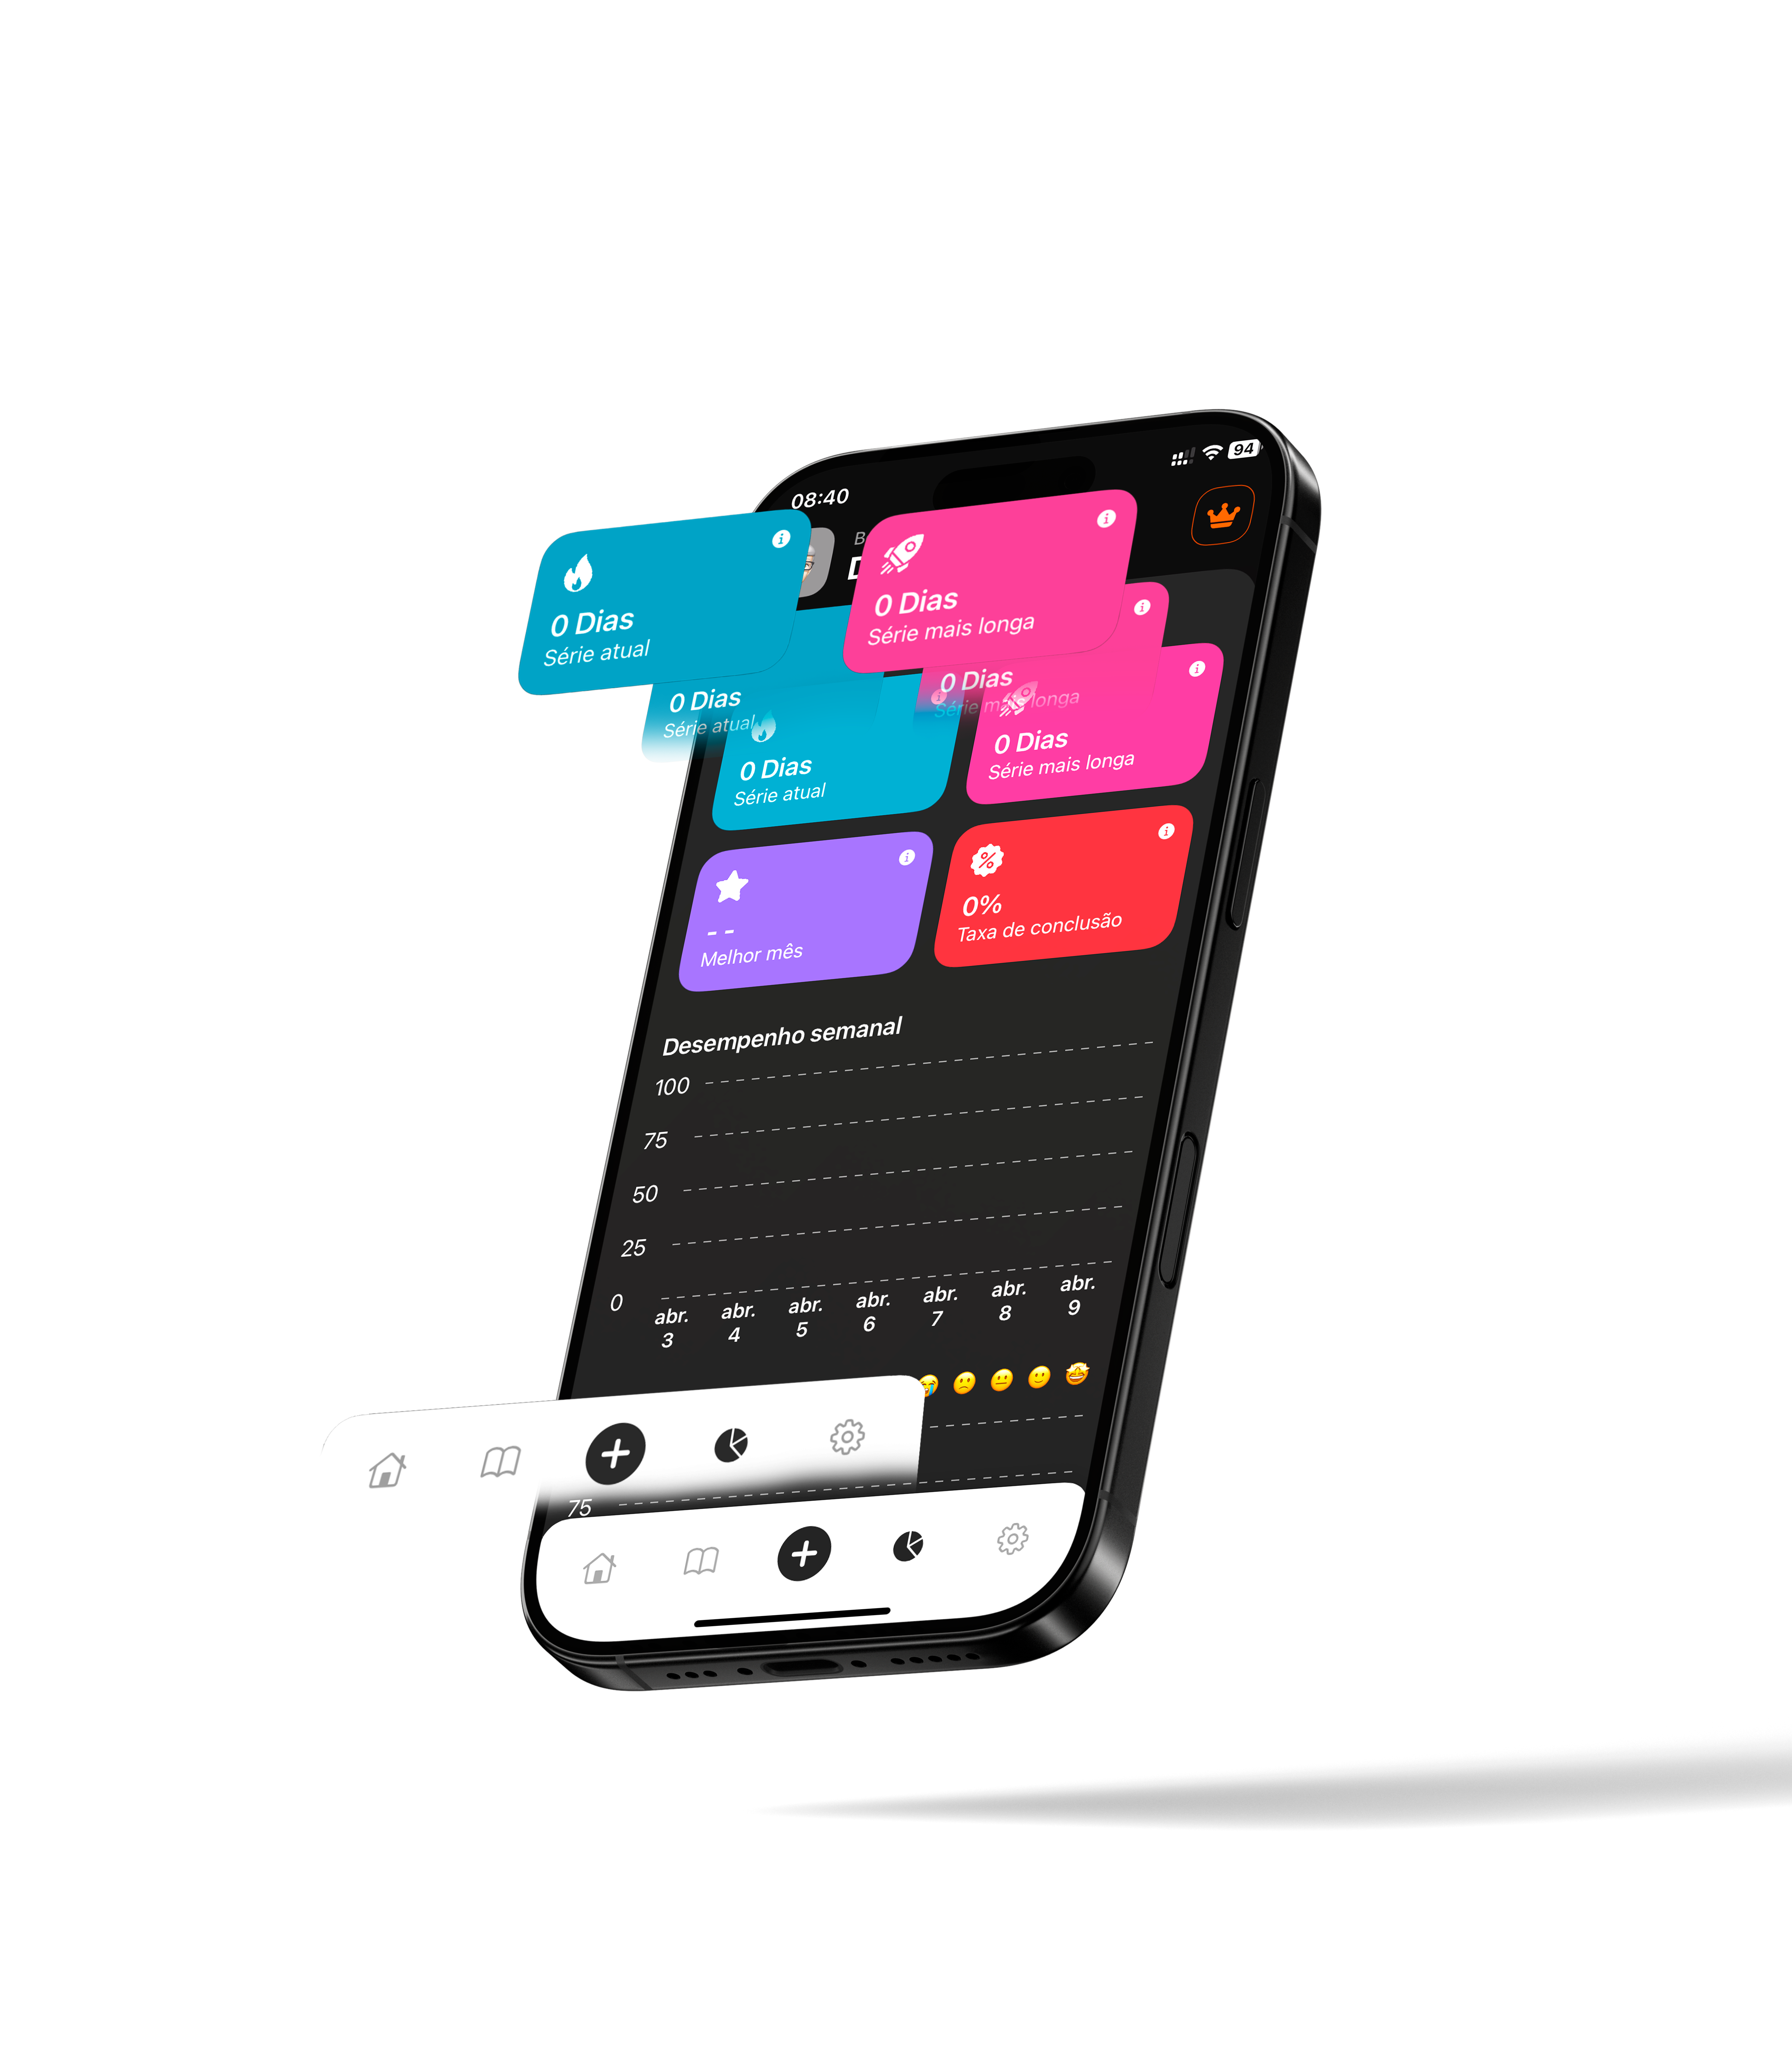 08:40
94
0 Dias
Série atual
0 Dias
Série mais longa
0 Dias
Série atual
0 Dias
Série mais longa
0 Dias
Série atual
0 Dias
Série mais longa
- -
Melhor mês
0%
Taxa de conclusão
Desempenho semanal
100
75
50
25
0
abr. abr. abr. abr. abr. abr. abr.
3 4 5 6 7 8 9
75